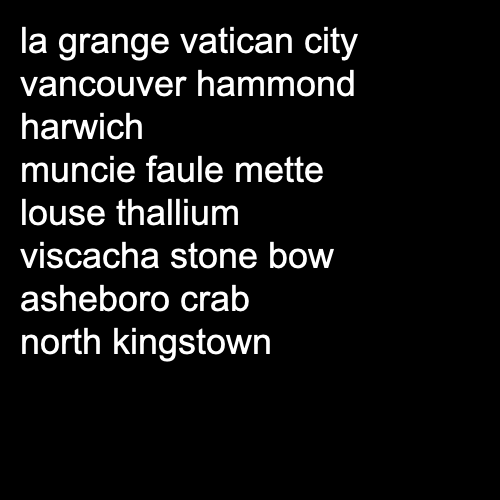 la grange vatican city
vancouver hammond
harwich
muncie faule mette
louse thallium
viscacha stone bow
asheboro crab
north kingstown